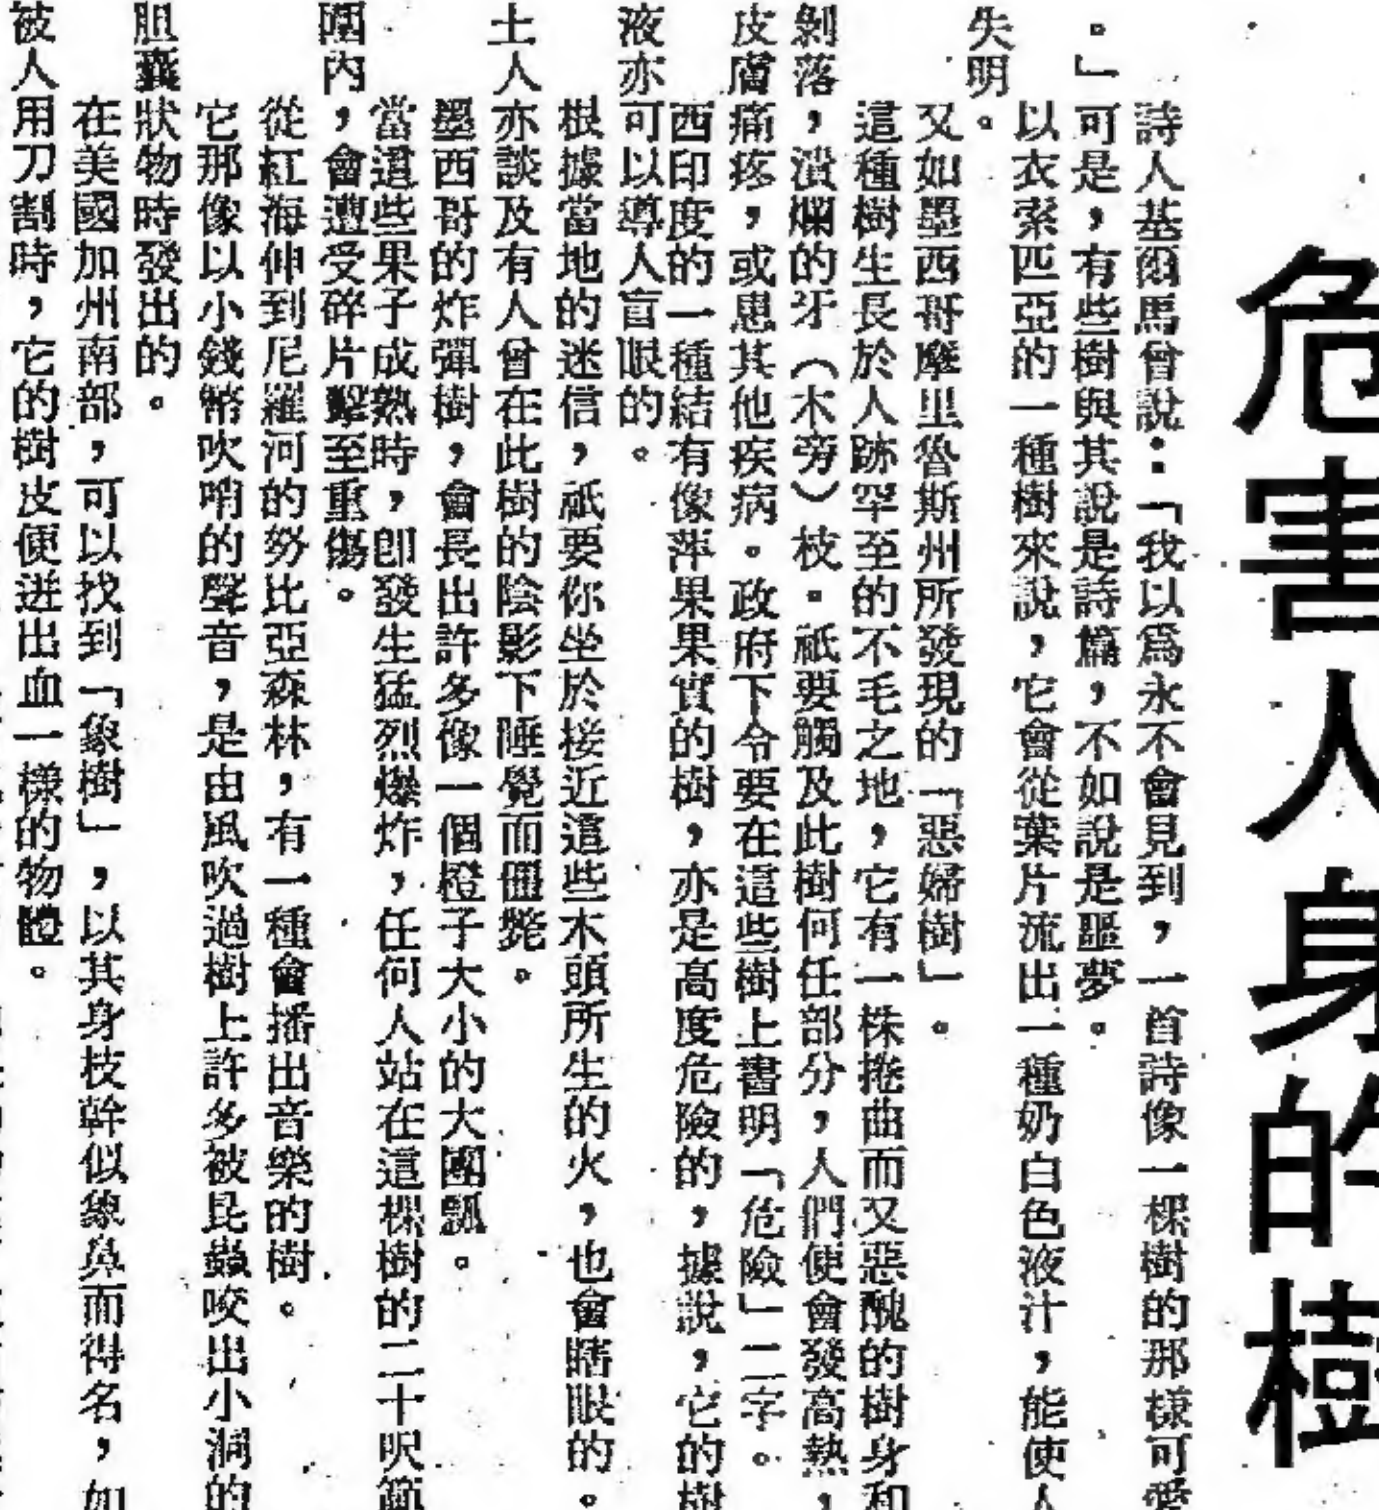 危害人身的樹
詩人基爾馬曾說：「我以爲永不會見到，一首詩像一棵樹的那樣可愛
。」可是，有些樹與其說是詩篇，不如說是噩夢。
以衣索匹亞的一種樹來說，它會從葉片流出一種奶白色液汁，能使人
失明。
又如墨西哥摩里魯斯州所發現的「惡婦樹」。
這種樹生長於人跡罕至的不毛之地，它有一株捲曲而又惡醜的樹身和
剝落，潰爛的牙（木旁）枝。祇要觸及此樹何任部分，人們便會發高熱，
皮膚痛疼，或患其他疾病。政府下令要在這些樹上書明「危險」二字。
西印度的一種結有像萍果果實的樹，亦是高度危險的，據說，它的樹
液亦可以導人盲眼的。
根據當地的迷信，祇要你坐於接近這些木頭所生的火，也會瞎眼的。
土人亦談及有人曾在此樹的陰影下睡覺而僵斃。
墨西哥的炸彈樹，會長出許多像一個橙子大小的大團瓢。
當這些果子成熟時，卽發生猛烈爆炸，任何人站在這棵樹的二十呎範
圍內，會遭受碎片擊至重傷。
從紅海伸到尼羅河的努比亞森林，有一種會播出音樂的樹。
它那像以小錢幣吹哨的聲音，是由風吹過樹上許多被昆蟲咬出小洞的
胆囊狀物時發出的。
在美國加州南部，可以找到「象樹」，以其身枝幹似象鼻而得名，如
被人用刀割時，它的樹皮便迸出血一樣的物體。